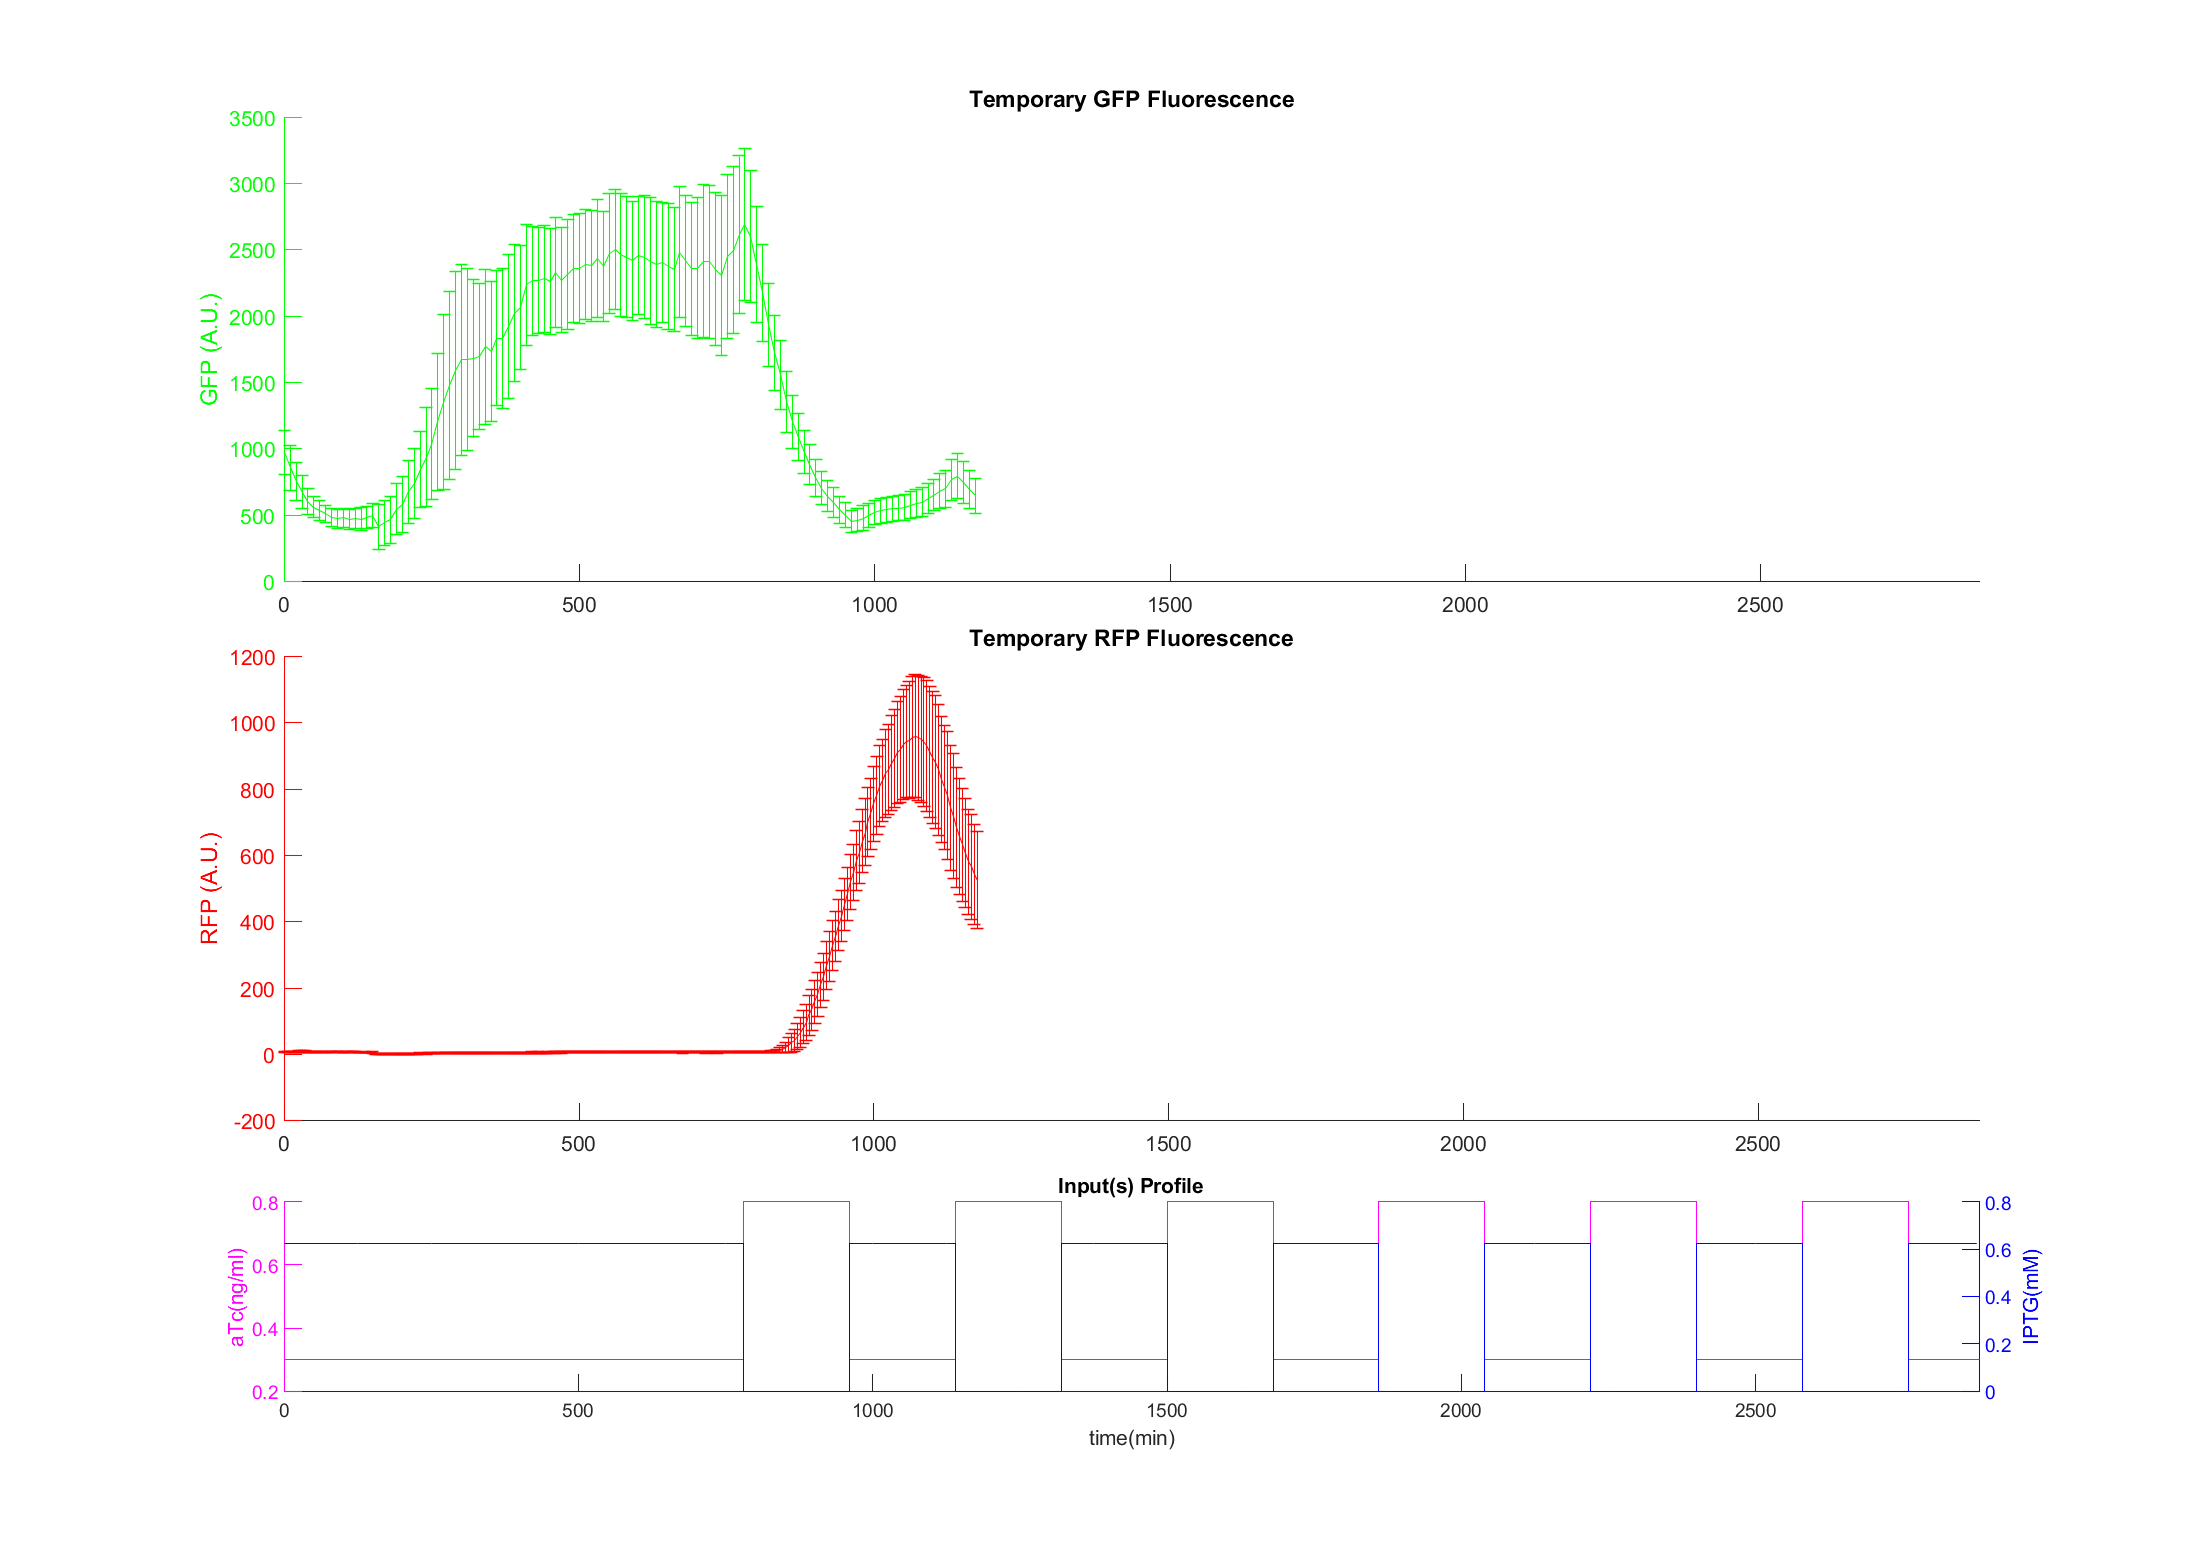 Temporary GFP Fluorescence
GFP (A.U.)
3500
3000
2500
2000
1500
1000
500
0
0 500 1000 1500 2000 2500
Temporary RFP Fluorescence
RFP (A.U.)
1200
1000
800
600
400
200
0
-200
0 500 1000 1500 2000 2500
Input(s) Profile
aTc(ng/ml)
0.8
0.6
0.4
0.2
IPTG(mM)
0.8
0.6
0.4
0.2
0
0 500 1000 1500 2000 2500
time(min)